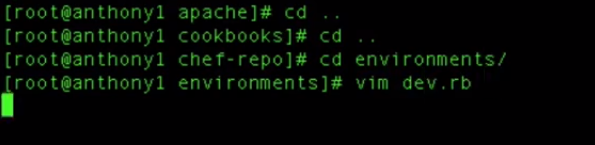 [root@anthony1 apache]# cd ..
[root@anthony1 cookbooks]# cd ..
[root@anthony1 chef-repo]# cd environments/
[root@anthony1 environments]# vim dev.rb